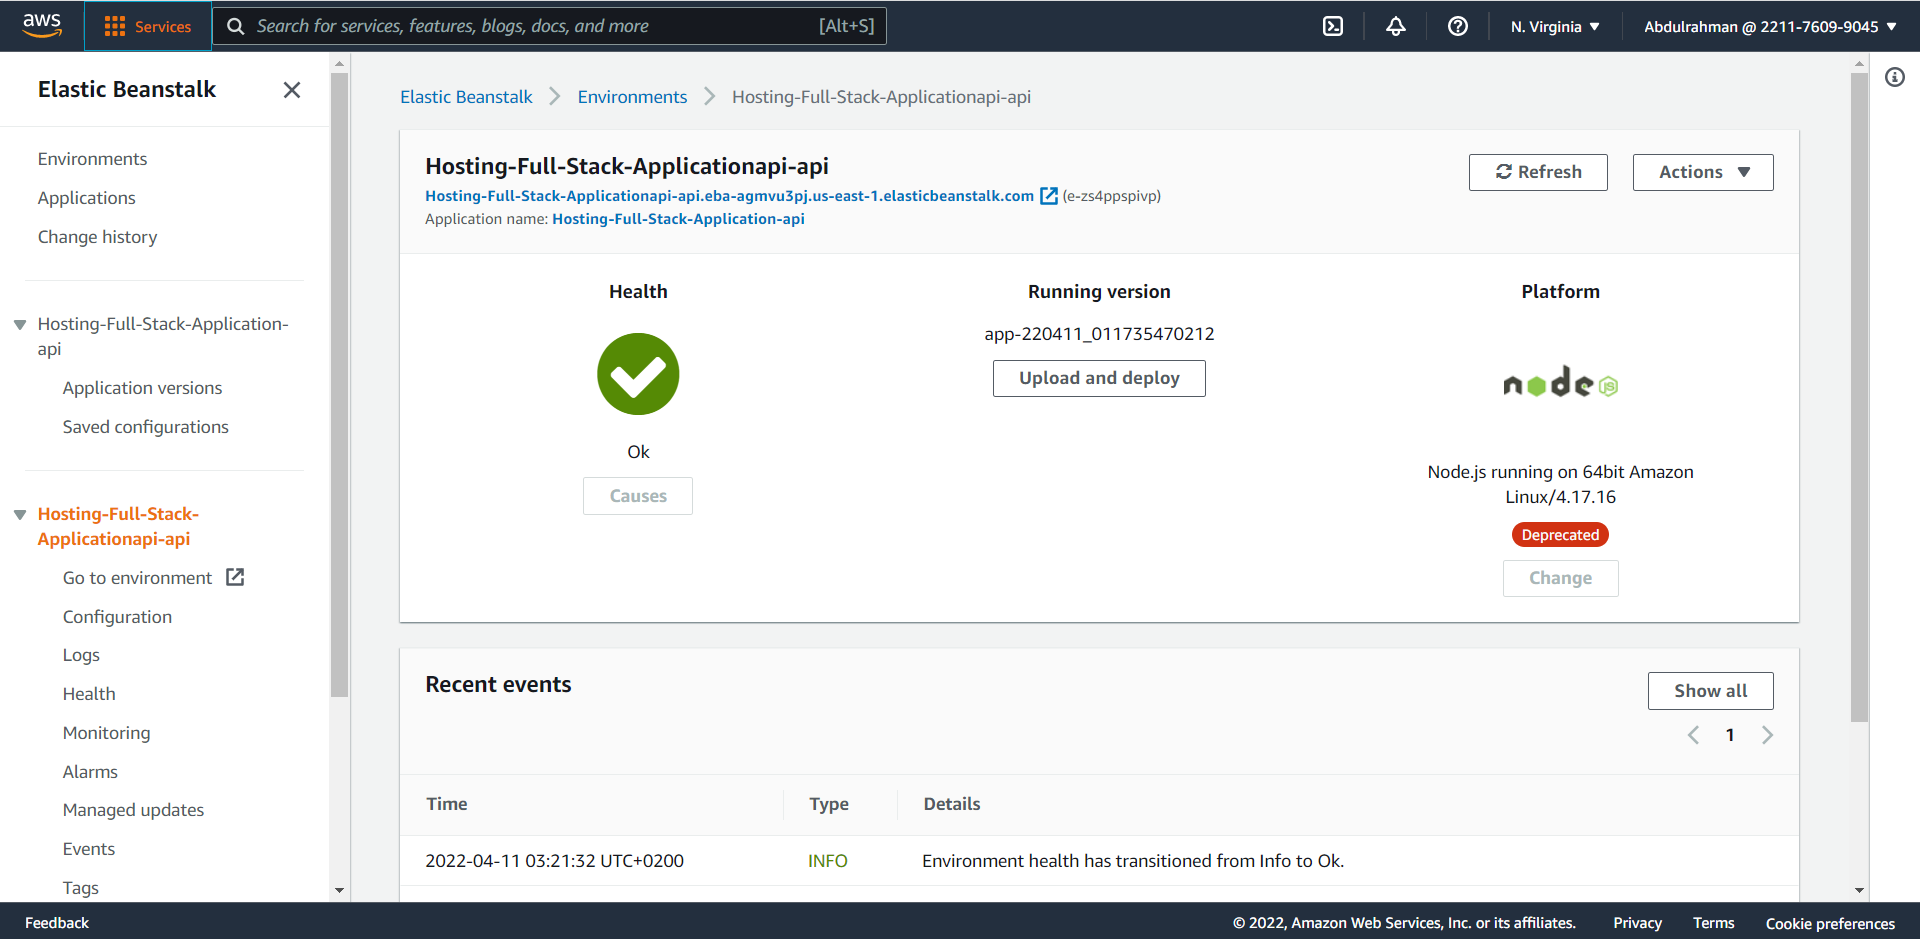 aws
Services
Search for services, features, blogs, docs, and more
[Alt+S]
N. Virginia
Abdulrahman @ 2211-7609-9045
Elastic Beanstalk
Environments
Applications
Change history
Hosting-Full-Stack-Application-
api
Application versions
Saved configurations
Hosting-Full-Stack-
Applicationapi-api
Go to environment
Configuration
Logs
Health
Monitoring
Alarms
Managed updates
Events
Tags
Elastic Beanstalk
Environments
Hosting-Full-Stack-Applicationapi-api
Hosting-Full-Stack-Applicationapi-api
Hosting-Full-Stack-Applicationapi-api.eba-agmvu3pj.us-east-1.elasticbeanstalk.com (e-zs4ppspivp)
Application name: Hosting-Full-Stack-Application-api
Refresh
Actions
Health
Ok
Causes
Running version
app-220411_011735470212
Upload and deploy
Platform
node JS
Node.js running on 64bit Amazon
Linux/4.17.16
Deprecated
Change
Recent events
Show all
1
Time
Type
Details
2022-04-11 03:21:32 UTC+0200
INFO
Environment health has transitioned from Info to Ok.
Feedback
© 2022, Amazon Web Services, Inc. or its affiliates.
Privacy
Terms
Cookie preferences